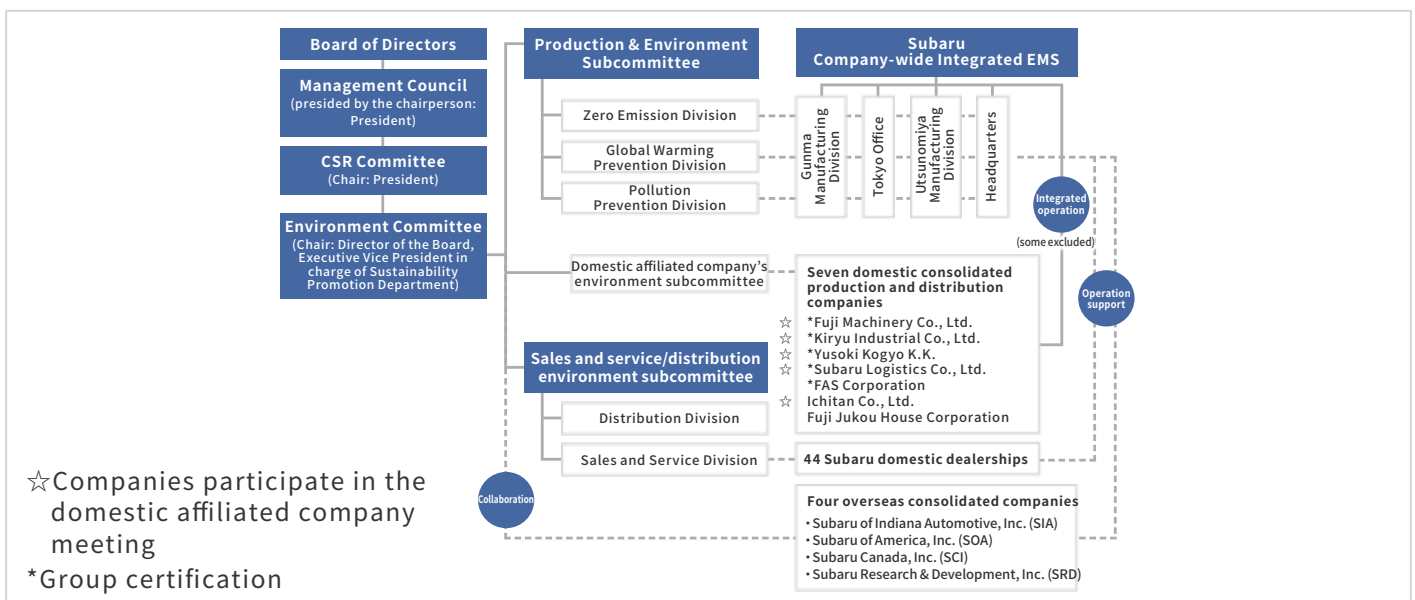 Board of Directors
Management Council
(presided by the chairperson:
President)
CSR Committee
(Chair: President)
Environment Committee
(Chair: Director of the Board,
Executive Vice President in
charge of Sustainability
Promotion Department)
Production & Environment
Subcommittee
Zero Emission Division
Global Warming
Prevention Division
Pollution
Prevention Division
Domestic affiliated company’s
environment subcommittee
Sales and service/distribution
environment subcommittee
Distribution Division
Sales and Service Division
Collaboration
Subaru
Company-wide Integrated EMS
Gunma
Manufacturing
Division
Tokyo Office
Utsunomiya
Manufacturing
Division
Headquarters
Integrated
operation
(some excluded)
Operation
support
Seven domestic consolidated
production and distribution
companies
☆ *Fuji Machinery Co., Ltd.
☆ *Kiryu Industrial Co., Ltd.
☆ *Yusoki Kogyo K.K.
☆ *Subaru Logistics Co., Ltd.
*FAS Corporation
☆ Ichitan Co., Ltd.
Fuji Jukou House Corporation
44 Subaru domestic dealerships
Four overseas consolidated companies
・Subaru of Indiana Automotive, Inc. (SIA)
・Subaru of America, Inc. (SOA)
・Subaru Canada, Inc. (SCI)
・Subaru Research & Development, Inc. (SRD)
☆Companies participate in the
domestic affiliated company
meeting
*Group certification